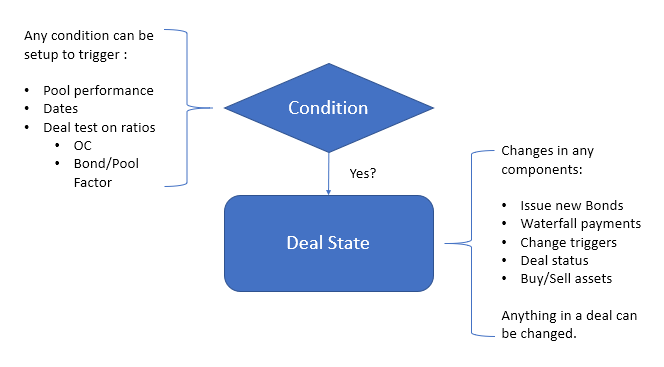 Any condition can be
setup to trigger :
• Pool performance
• Dates
• Deal test on ratios
• OC
• Bond/Pool
Factor
Condition
Yes?
Deal State
Changes in any
components:
• Issue new Bonds
• Waterfall payments
• Change triggers
• Deal status
• Buy/Sell assets
Anything in a deal can
be changed.